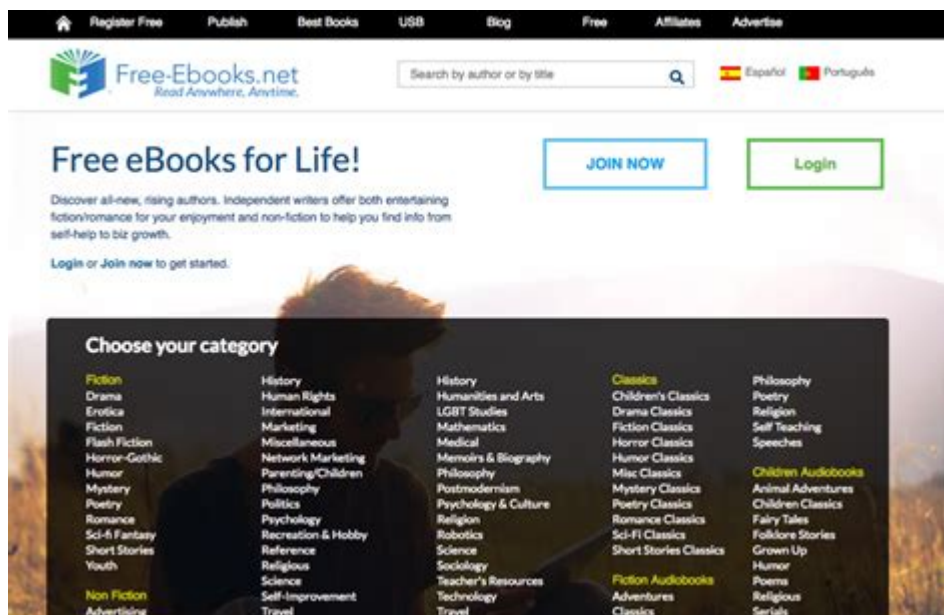 Register Free Publish Best Books USB Blog Free Affiliates Advertise
Free-Ebooks.net
Read Anywhere, Anytime.
Search by author or by title
Español Português
Free eBooks for Life!
JOIN NOW
Login
Discover all-new, rising authors. Independent writers offer both entertaining
fiction/romance for your enjoyment and non-fiction to help you find info from
self-help to biz growth.
Login or Join now to get started.
Choose your category
Fiction
Drama
Erotica
Fiction
Flash Fiction
Horror-Gothic
Humor
Mystery
Poetry
Romance
Sci-fi Fantasy
Short Stories
Youth
Non Fiction
Advertising
History
Human Rights
International
Marketing
Miscellaneous
Network Marketing
Parenting/Children
Philosophy
Politics
Psychology
Recreation & Hobby
Reference
Religious
Science
Self-Improvement
Travel
History
Humanities and Arts
LGBT Studies
Mathematics
Medical
Memoirs & Biography
Philosophy
Postmodernism
Psychology & Culture
Religion
Robotics
Science
Sociology
Teacher's Resources
Technology
Travel
Classics
Children's Classics
Drama Classics
Fiction Classics
Horror Classics
Humor Classics
Misc Classics
Mystery Classics
Poetry Classics
Romance Classics
Sci-Fi Classics
Short Stories Classics
Fiction Audiobooks
Adventures
Classics
Philosophy
Poetry
Religion
Self Teaching
Speeches
Children Audiobooks
Animal Adventures
Children Classics
Fairy Tales
Folklore Stories
Grown Up
Humor
Poems
Religious
Serials